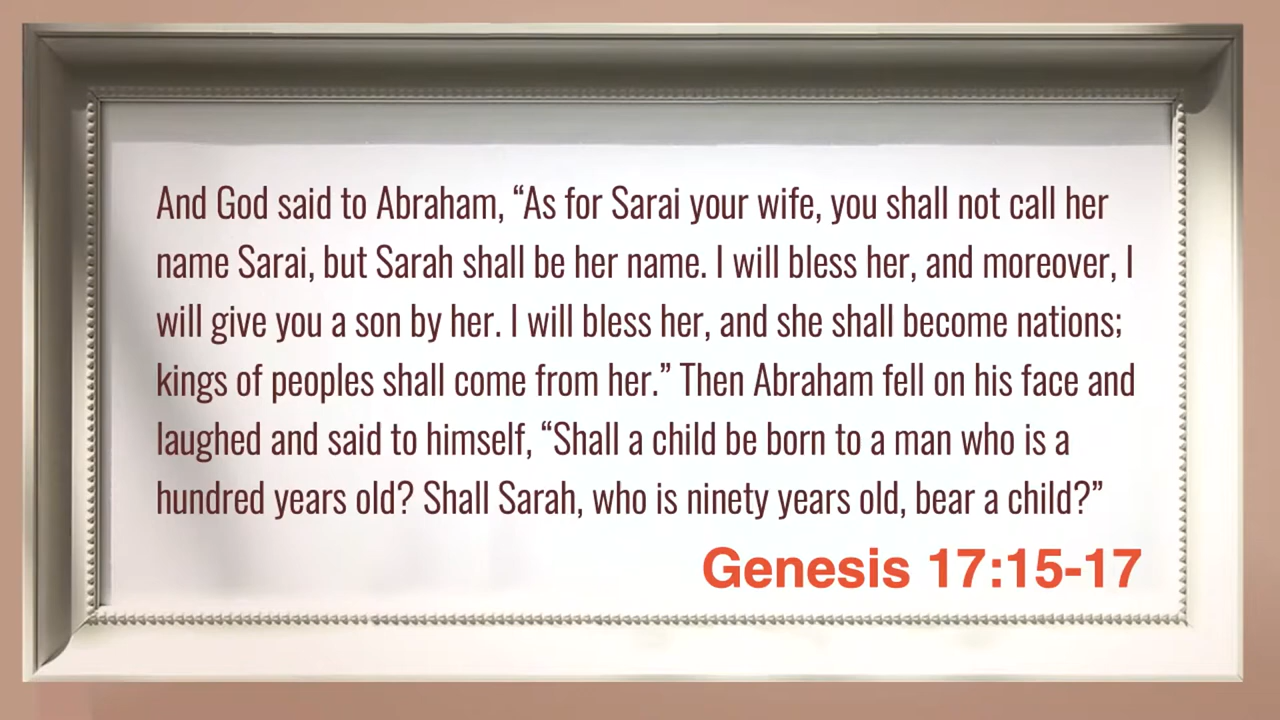 And God said to Abraham, “As for Sarai your wife, you shall not call her
name Sarai, but Sarah shall be her name. I will bless her, and moreover, I
will give you a son by her. I will bless her, and she shall become nations;
kings of peoples shall come from her.” Then Abraham fell on his face and
laughed and said to himself, “Shall a child be born to a man who is a
hundred years old? Shall Sarah, who is ninety years old, bear a child?”
Genesis 17:15-17